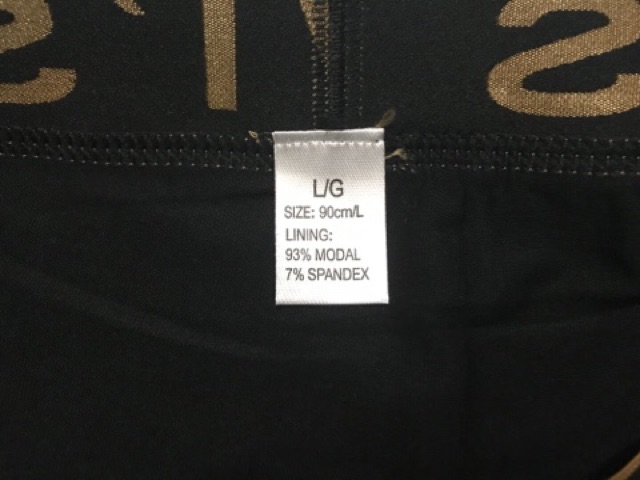 L/G
SIZE: 90cm/L
LINING:
93% MODAL
7% SPANDEX